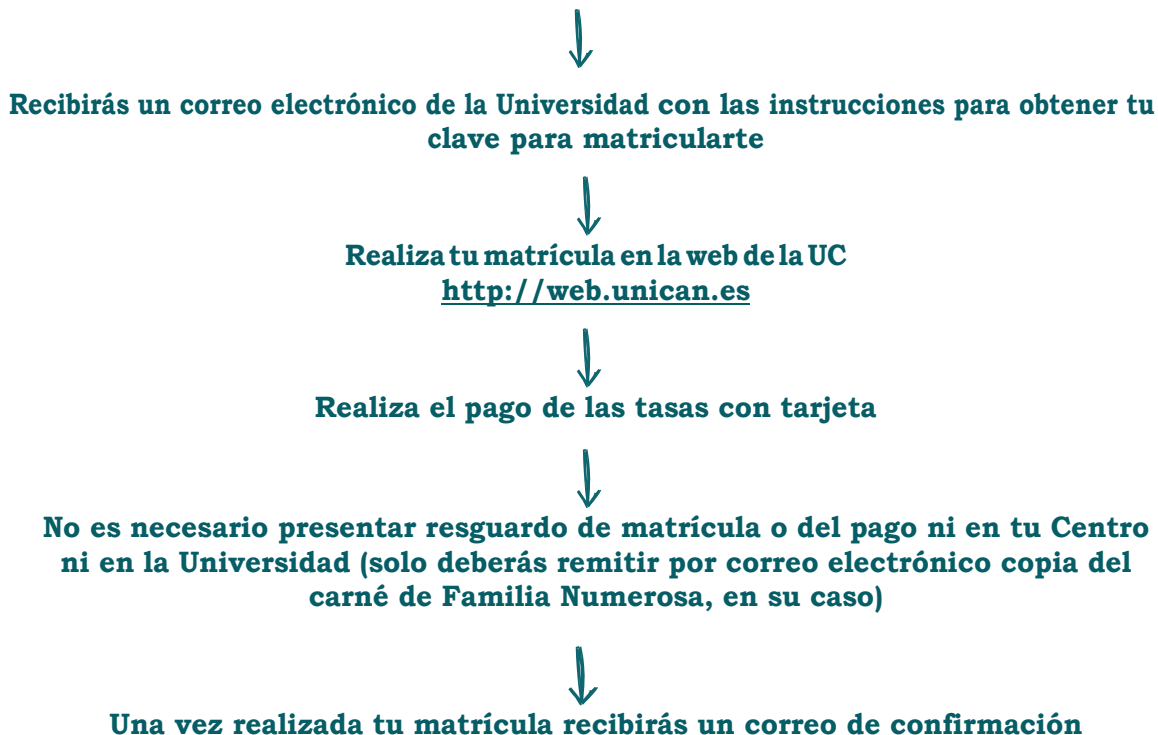 Recibirás un correo electrónico de la Universidad con las instrucciones para obtener tu
clave para matricularte
Realiza tu matrícula en la web de la UC
http://web.unican.es
Realiza el pago de las tasas con tarjeta
No es necesario presentar resguardo de matrícula o del pago ni en tu Centro
ni en la Universidad (solo deberás remitir por correo electrónico copia del
carné de Familia Numerosa, en su caso)
Una vez realizada tu matrícula recibirás un correo de confirmación